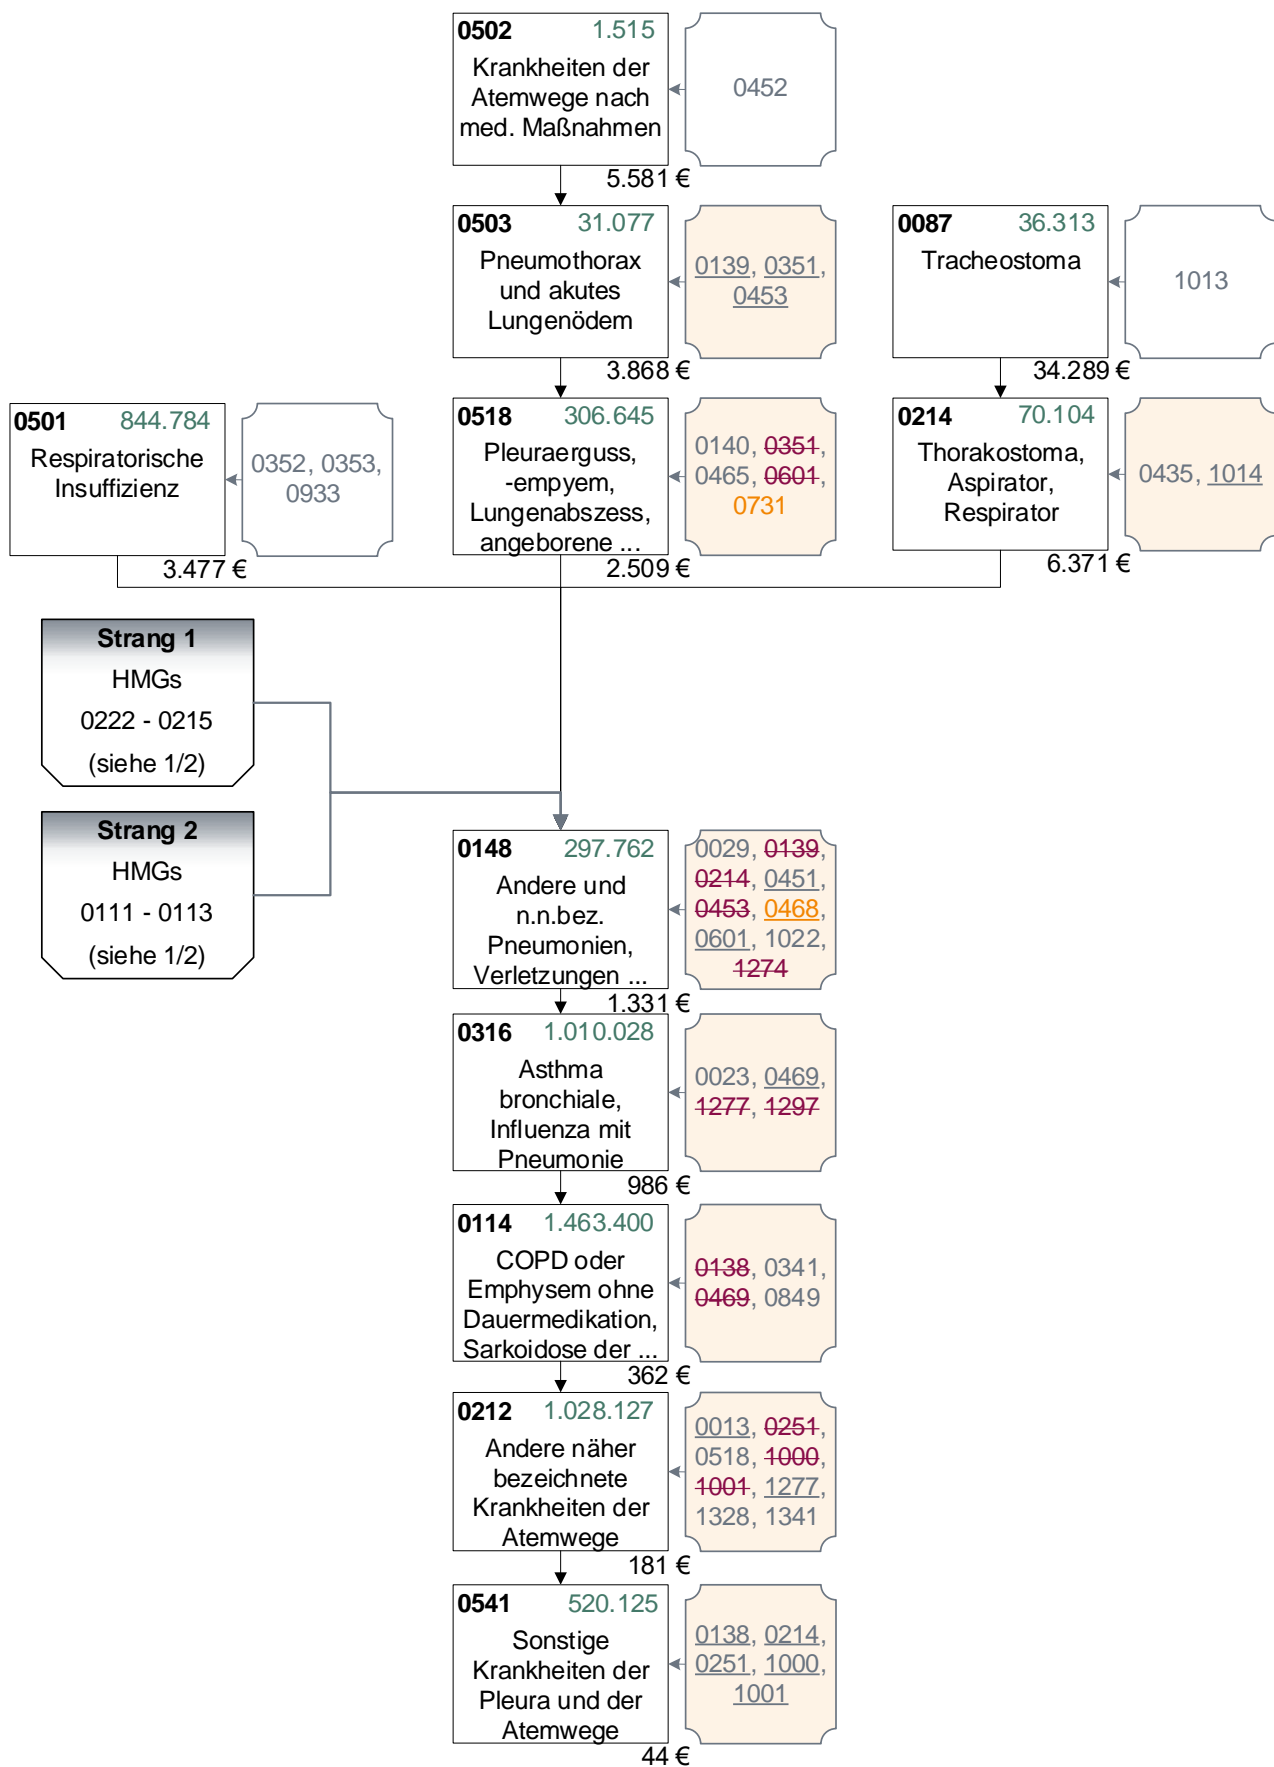 0502 1.515
Krankheiten der
Atemwege nach
med. Maßnahmen
0452
5.581 €
0503 31.077
Pneumothorax
und akutes
Lungenödem
0139, 0351,
0453
3.868 €
0087 36.313
Tracheostoma
1013
34.289 €
0501 844.784
Respiratorische
Insuffizienz
0352, 0353,
0933
3.477 €
0518 306.645
Pleuraerguss,
-empyem,
Lungenabszess,
angeborene ...
0140, 0351,
0465, 0601,
0731
2.509 €
0214 70.104
Thorakostoma,
Aspirator,
Respirator
0435, 1014
6.371 €
Strang 1
HMGs
0222 - 0215
(siehe 1/2)
Strang 2
HMGs
0111 - 0113
(siehe 1/2)
0148 297.762
Andere und
n.n.bez.
Pneumonien,
Verletzungen ...
0029, 0139,
0214, 0451,
0453, 0468,
0601, 1022,
1274
1.331 €
0316 1.010.028
Asthma
bronchiale,
Influenza mit
Pneumonie
0023, 0469,
1277, 1297
986 €
0114 1.463.400
COPD oder
Emphysem ohne
Dauermedikation,
Sarkoidose der ...
0138, 0341,
0469, 0849
362 €
0212 1.028.127
Andere näher
bezeichnete
Krankheiten der
Atemwege
0013, 0251,
0518, 1000,
1001, 1277,
1328, 1341
181 €
0541 520.125
Sonstige
Krankheiten der
Pleura und der
Atemwege
0138, 0214,
0251, 1000,
1001
44 €